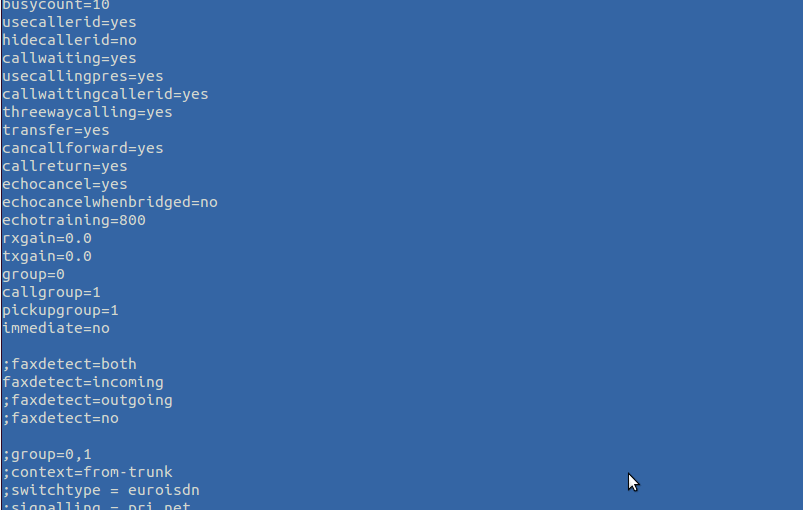 busycount=10
usecallerid=yes
hidecallerid=no
callwaiting=yes
usecallingpres=yes
callwaitingcallerid=yes
threewaycalling=yes
transfer=yes
cancallforward=yes
callreturn=yes
echocancel=yes
echocancelwhenbridged=no
echotraining=800
rxgain=0.0
txgain=0.0
group=0
callgroup=1
pickupgroup=1
immediate=no
;faxdetect=both
faxdetect=incoming
;faxdetect=outgoing
;faxdetect=no
;group=0,1
;context=from-trunk
;switchtype = euroisdn
;signalling = pri_net